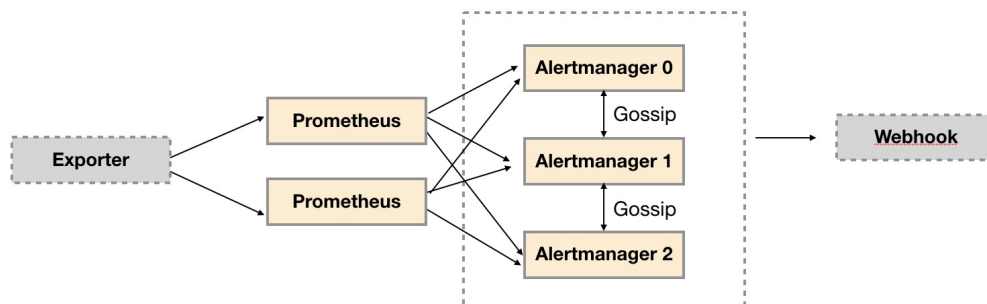 Exporter
Prometheus
Prometheus
Alertmanager 0
Gossip
Alertmanager 1
Gossip
Alertmanager 2
Webhook